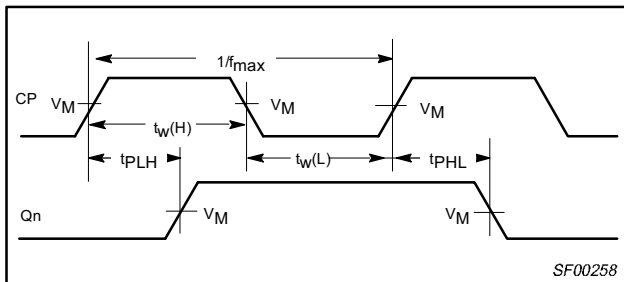 1/fmax
CP
VM
VM
VM
tw(H)
tPLH
tw(L)
tPHL
Qn
VM
VM
SF00258